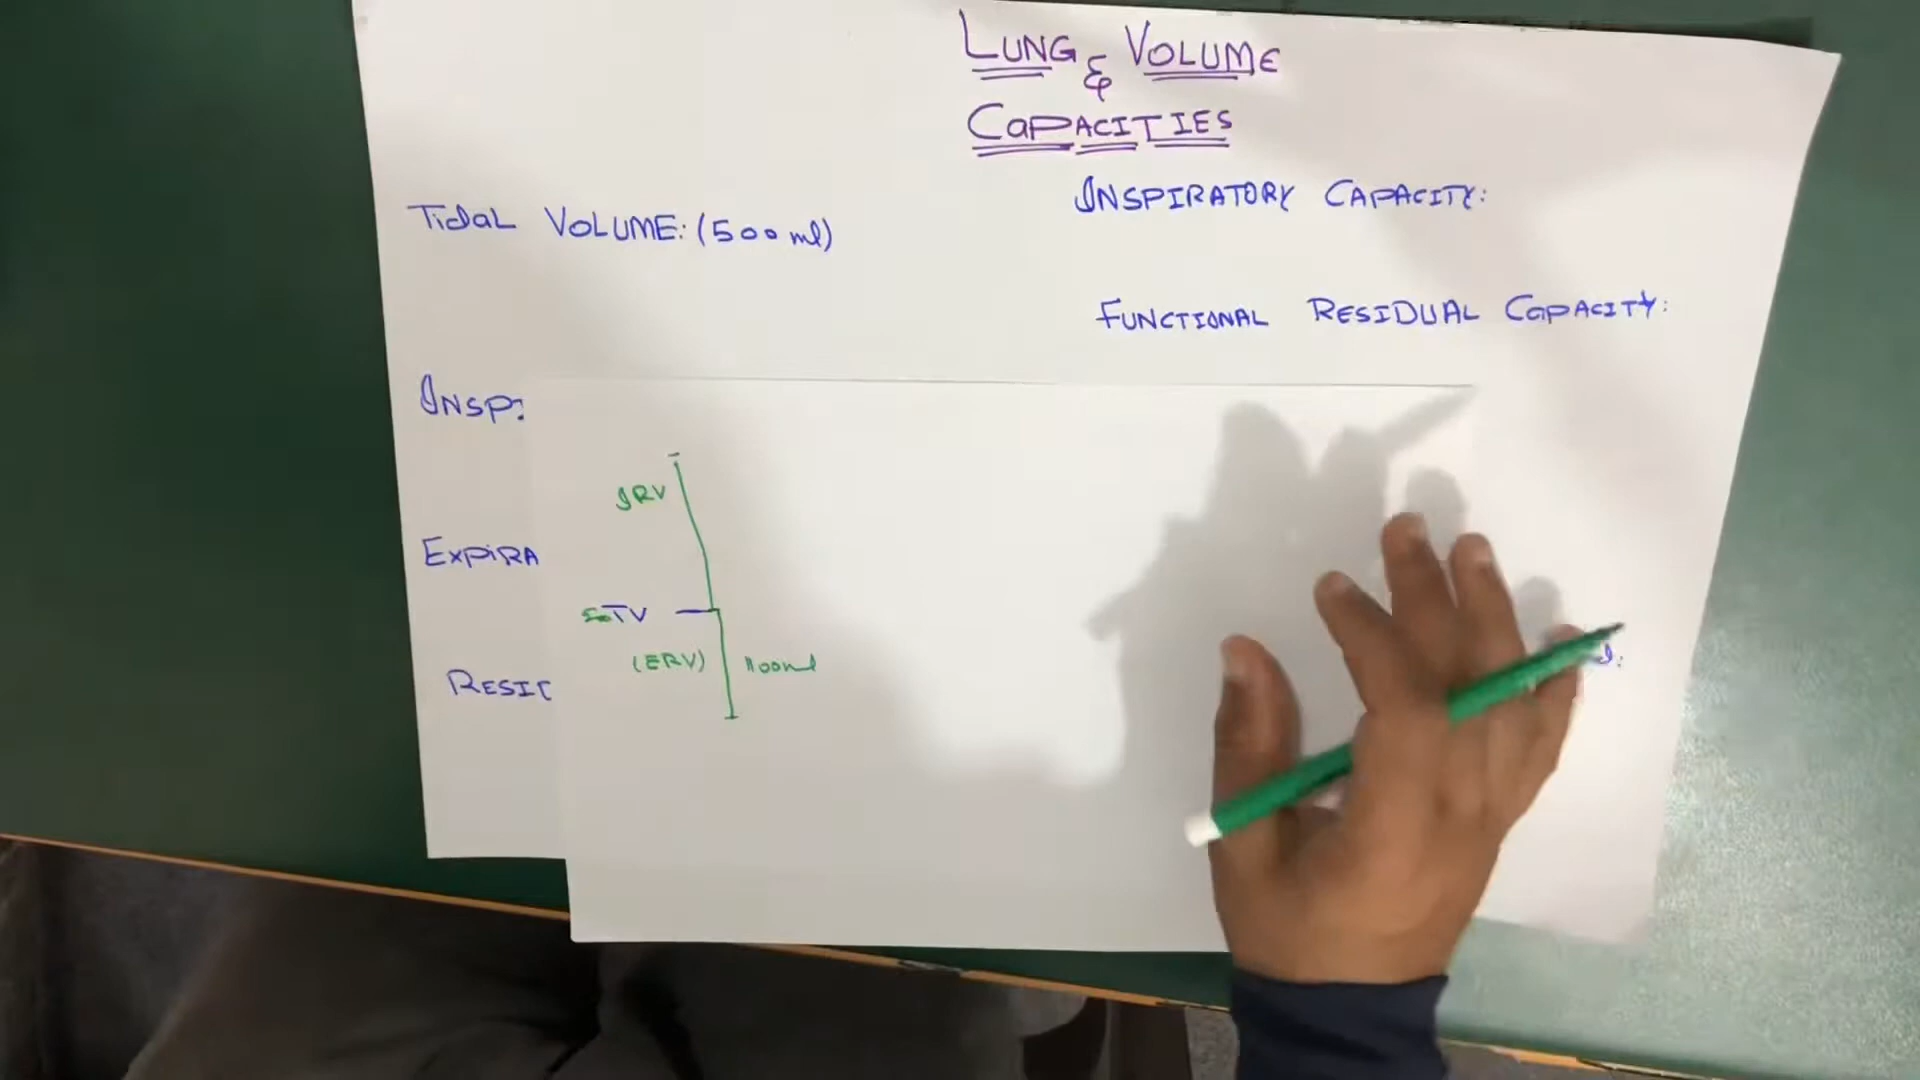 LUNG & VOLUME
CAPACITIES
INSPIRATORY CAPACITY:
TidaL VOLUME: (500 ml)
FUNCTIONAL RESIDUAL CAPACITY:
INSP
IRV
EXPIRA
TV
(ERV) 1100ml
RESID